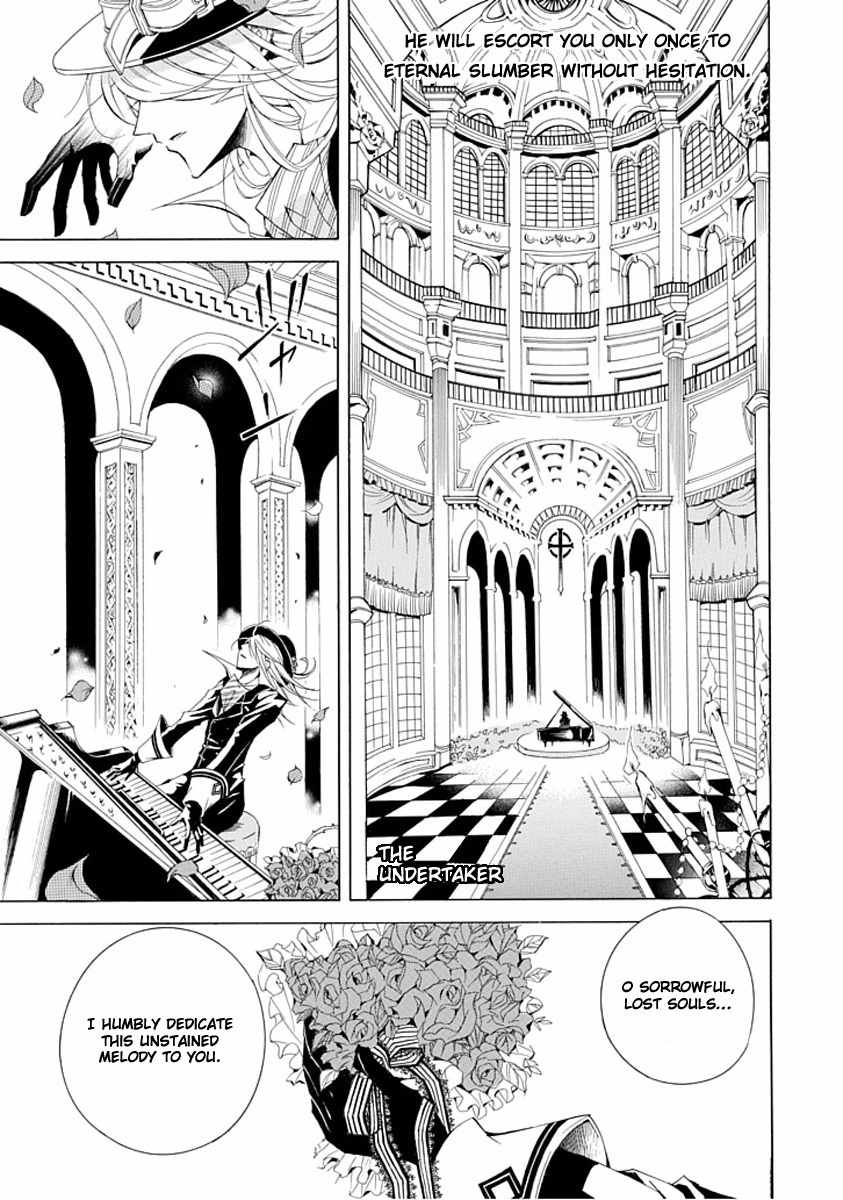 HE WILL ESCORT YOU ONLY ONCE TO
ETERNAL SLUMBER WITHOUT HESITATION.
THE
UNDERTAKER
O SORROWFUL,
LOST SOULS...
I HUMBLY DEDICATE
THIS UNSTAINED
MELODY TO YOU.